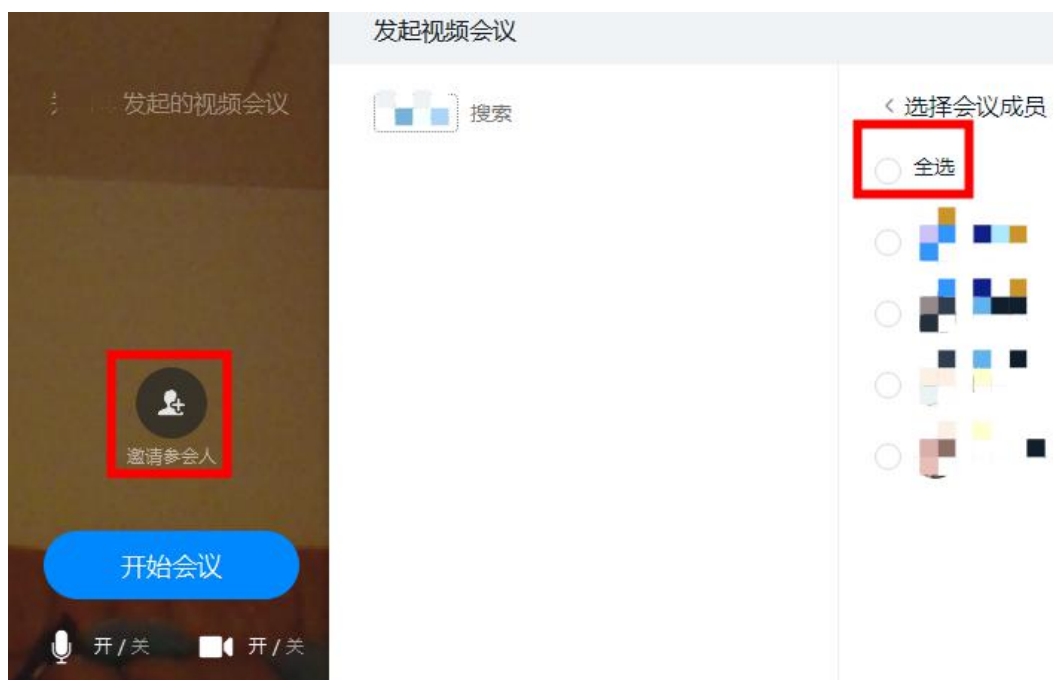 发起的视频会议
邀请参会人
开始会议
开/关
开/关
发起视频会议
搜索
选择会议成员
全选